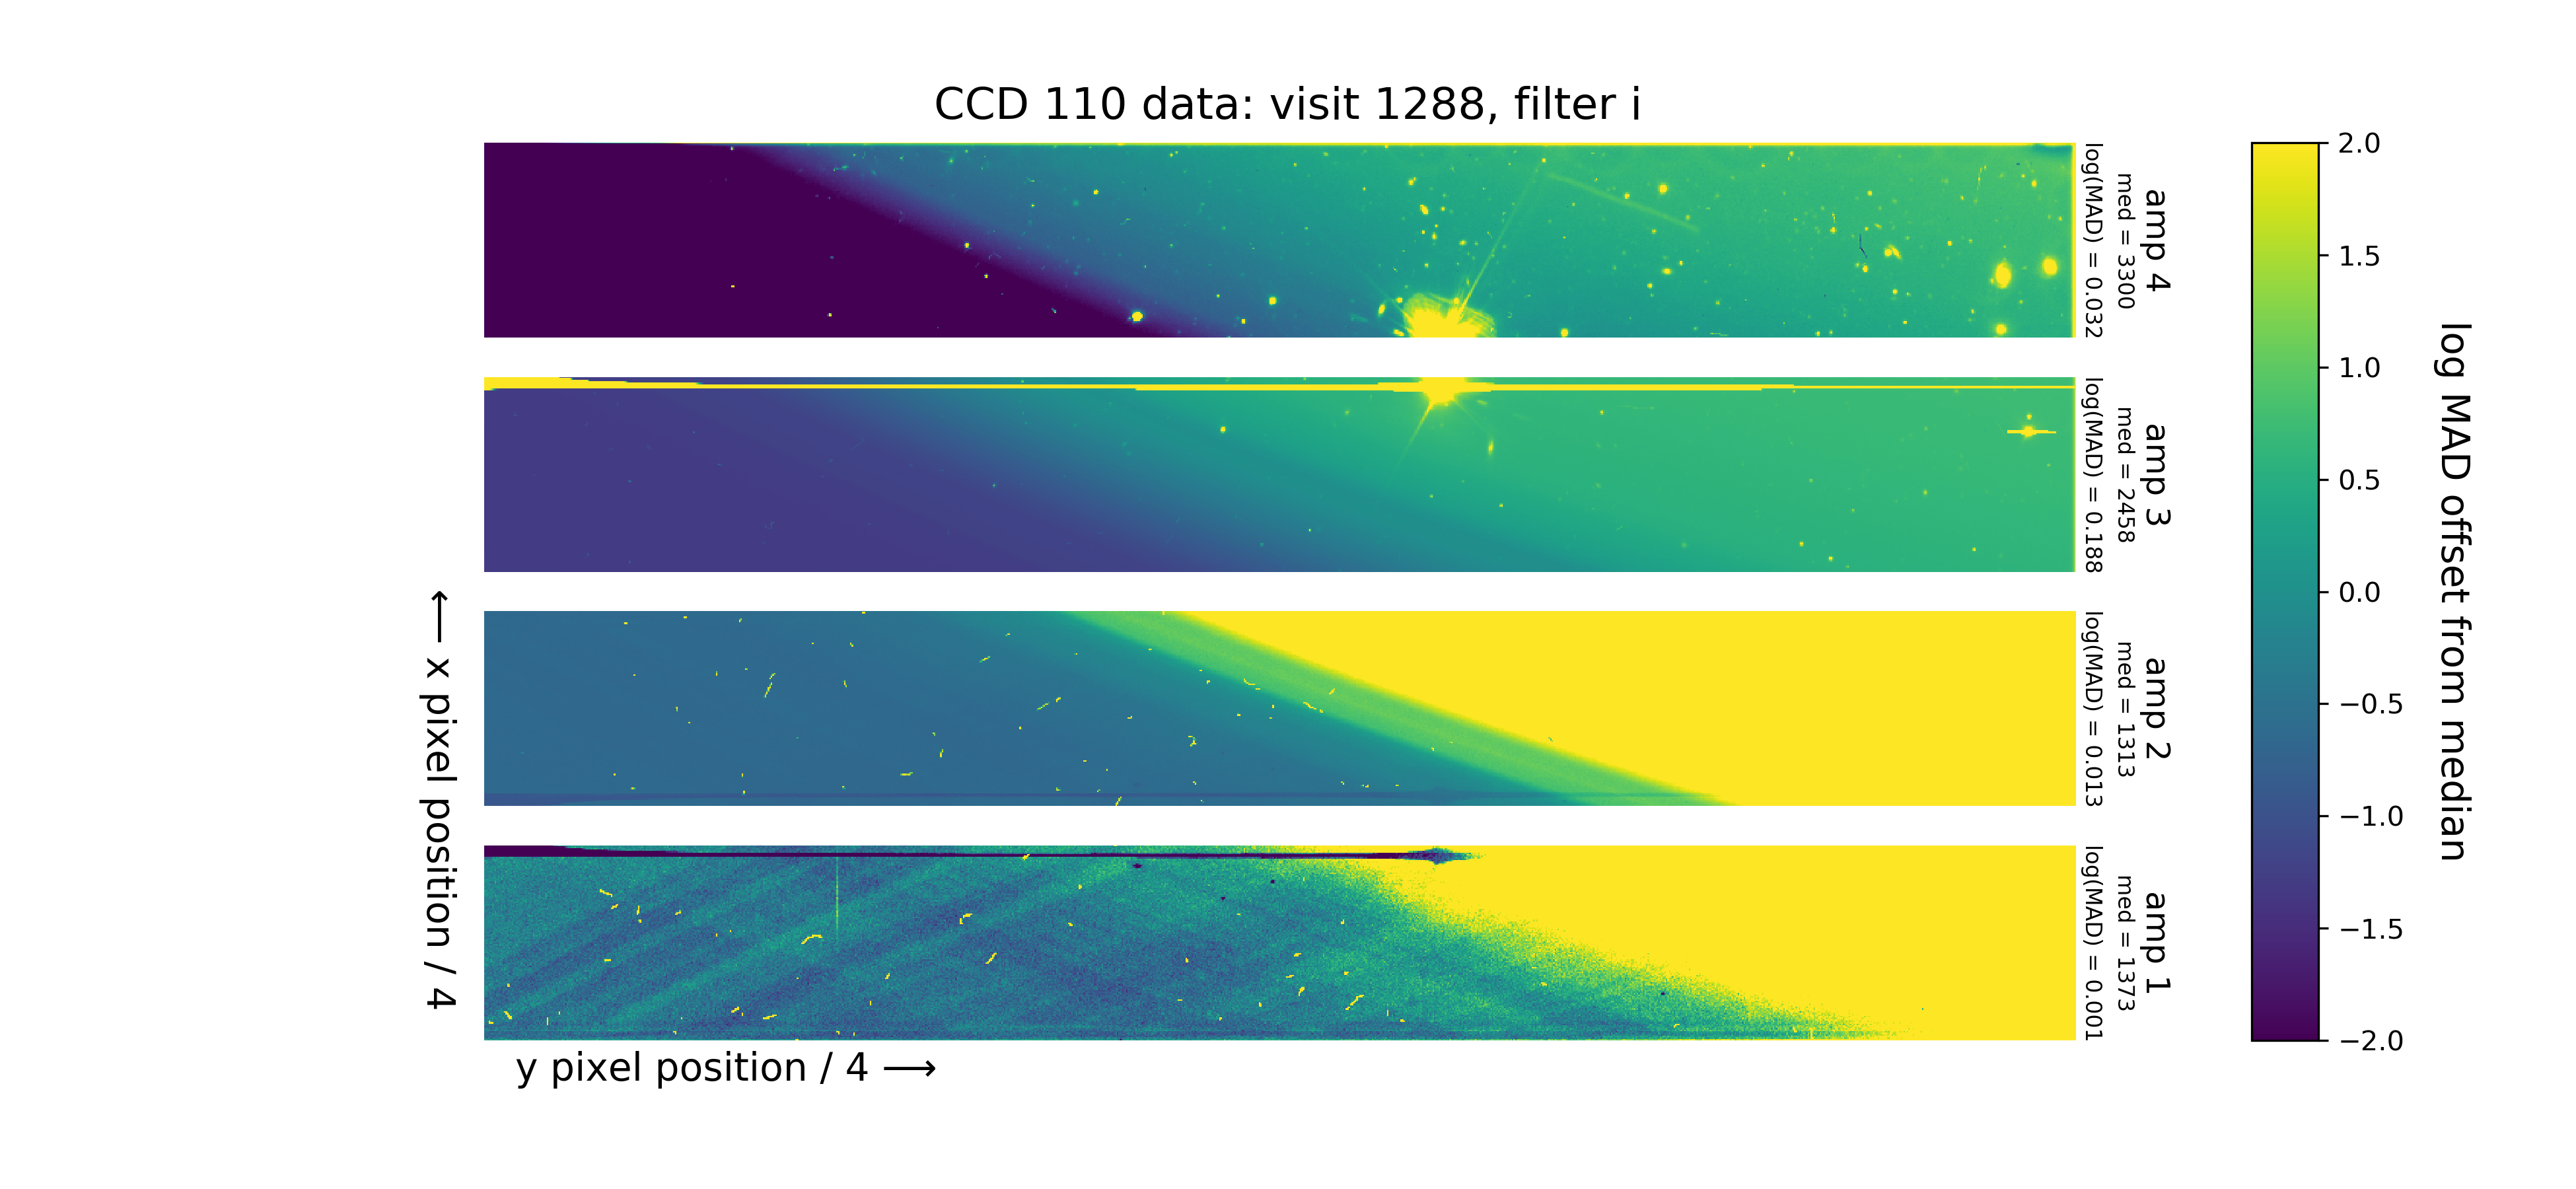 CCD 110 data: visit 1288, filter i
amp 4
med = 3300
log(MAD) = 0.032
amp 3
med = 2458
log(MAD) = 0.188
amp 2
med = 1313
log(MAD) = 0.013
amp 1
med = 1373
log(MAD) = 0.001
⟵ x pixel position / 4
y pixel position / 4 ⟶
2.0
1.5
1.0
0.5
0.0
−0.5
−1.0
−1.5
−2.0
log MAD offset from median